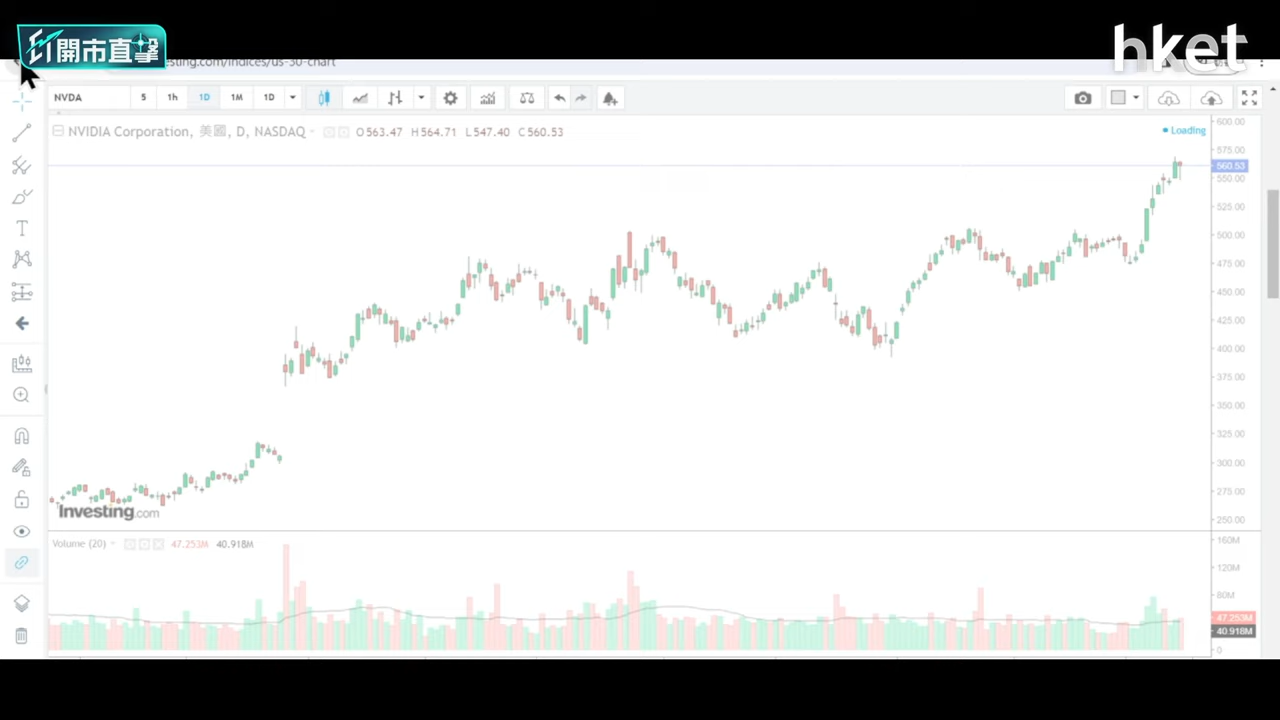 開市直擊
hket
sting.com/indices/us-30-chart
NVDA 5 1h 1D 1M 1D
NVIDIA Corporation, 美國, D, NASDAQ O563.47 H564.71 L547.40 C560.53
Loading
600.00
575.00
560.53
550.00
525.00
500.00
475.00
450.00
425.00
400.00
375.00
350.00
325.00
300.00
275.00
250.00
Investing.com
Volume (20) 47.253M 40.918M
160M
120M
80M
47.253M
40.918M
0